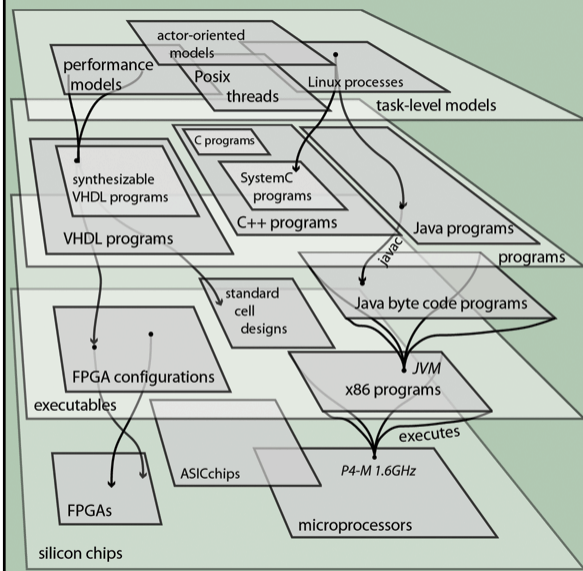 actor-oriented
models
performance
models
Posix
threads
Linux processes
task-level models
C programs
synthesizable
VHDL programs
SystemC
programs
C++ programs
Java programs
VHDL programs
javac
programs
standard
cell
designs
Java byte code programs
FPGA configurations
JVM
x86 programs
executables
executes
ASICchips
P4-M 1.6GHz
FPGAs
microprocessors
silicon chips